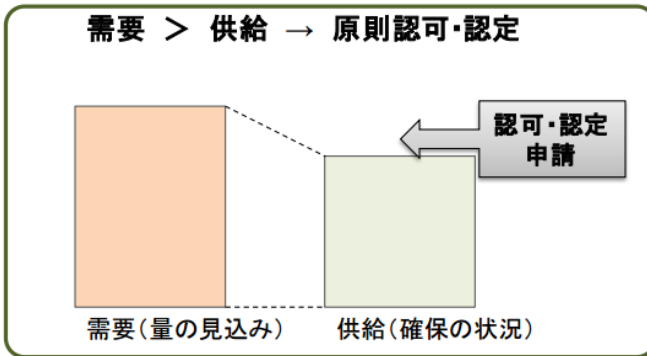 需要 ＞ 供給 → 原則認可・認定
認可・認定
申請
需要（量の見込み）
供給（確保の状況）